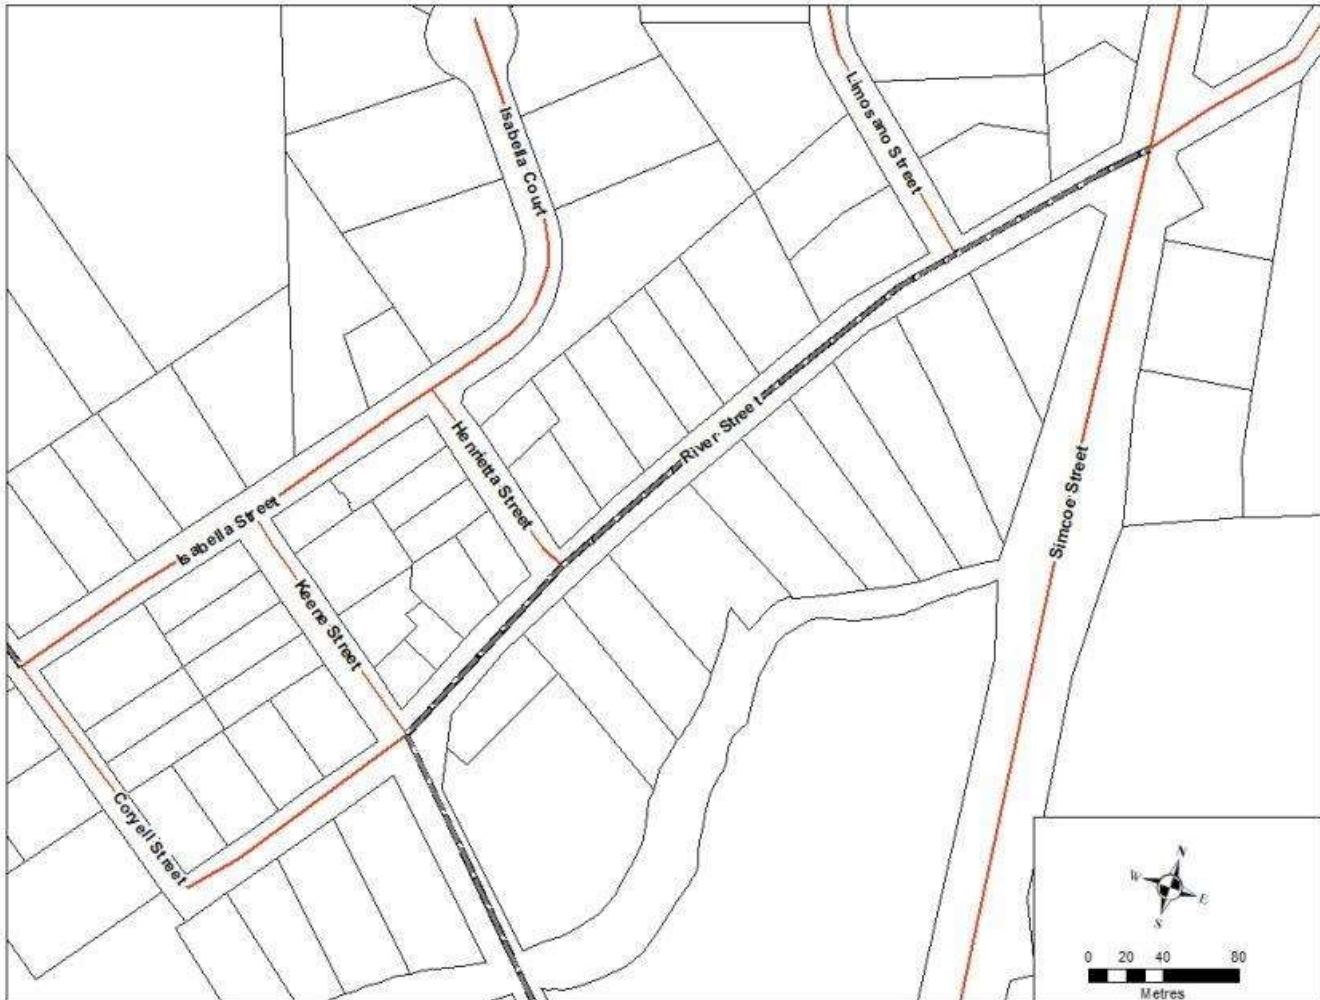 Isabella Court
Limosano Street
Henrietta Street
River Street
Isabella Street
Simcoe Street
Keene Street
Coryell Street
N
W
E
S
0 20 40 80
Metres